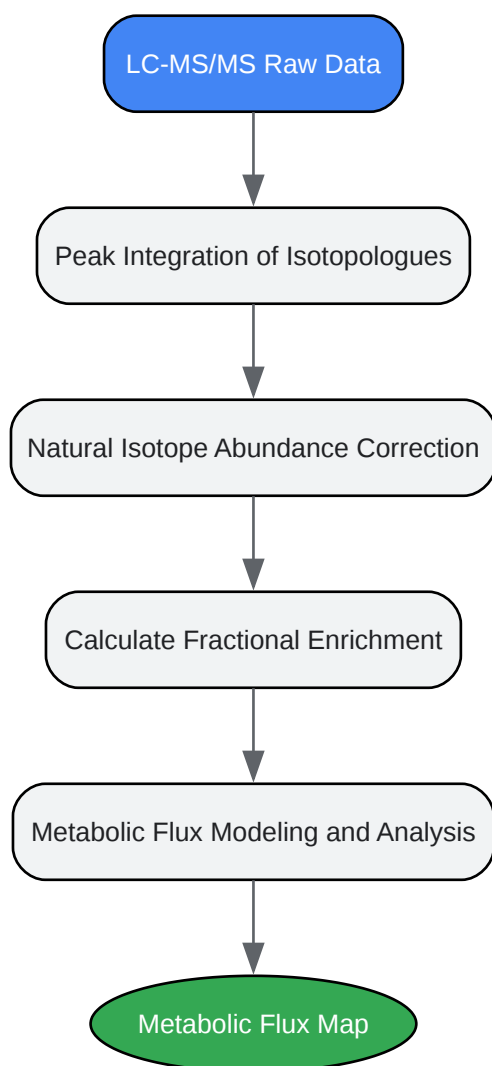 LC-MS/MS Raw Data
Peak Integration of Isotopologues
Natural Isotope Abundance Correction
Calculate Fractional Enrichment
Metabolic Flux Modeling and Analysis
Metabolic Flux Map